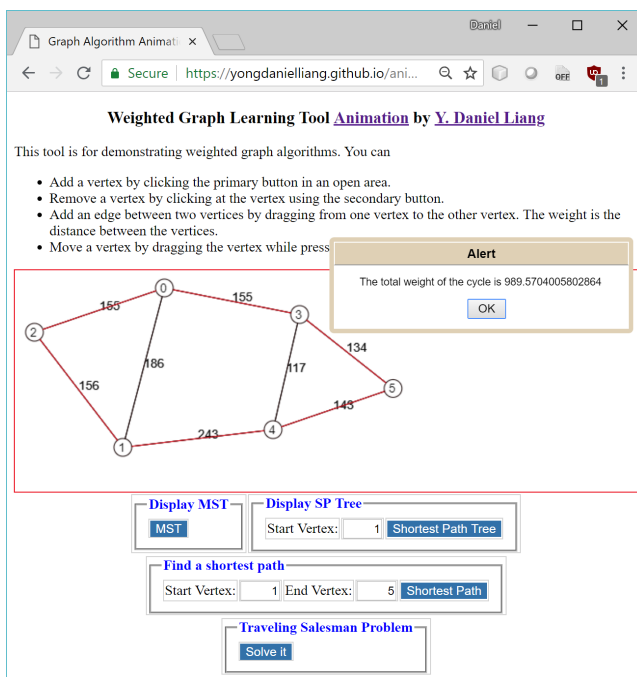 Daniel
Graph Algorithm Animati
Secure
https://yongdanielliang.github.io/ani...
OFF
1
Weighted Graph Learning Tool Animation by Y. Daniel Liang
This tool is for demonstrating weighted graph algorithms. You can
• Add a vertex by clicking the primary button in an open area.
• Remove a vertex by clicking at the vertex using the secondary button.
• Add an edge between two vertices by dragging from one vertex to the other vertex. The weight is the
distance between the vertices.
• Move a vertex by dragging the vertex while press
Alert
The total weight of the cycle is 989.5704005802864
OK
0
155
155
3
2
134
186
117
156
5
143
243
4
1
Display MST
MST
Display SP Tree
Start Vertex: 1 Shortest Path Tree
Find a shortest path
Start Vertex: 1 End Vertex: 5 Shortest Path
Traveling Salesman Problem
Solve it